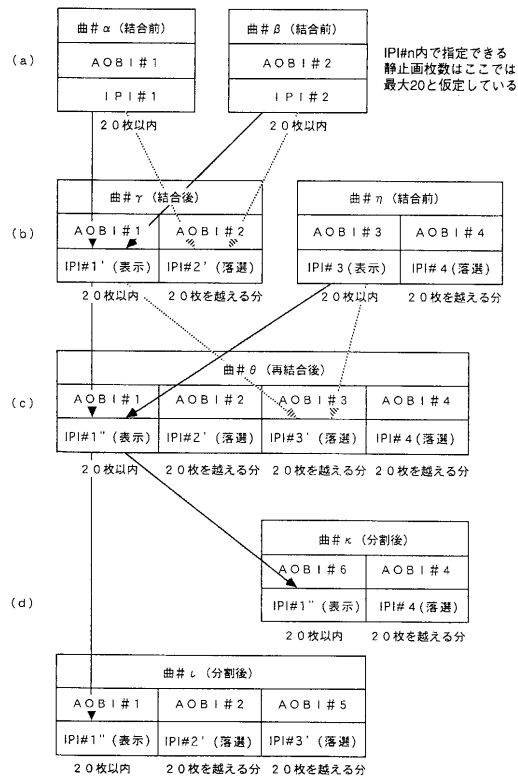 曲#α（結合前）
AOBI#1
IPI#1
20枚以内
曲#β（結合前）
AOBI#2
IPI#2
20枚以内
（a）
IPI#n内で指定できる
静止画枚数はここでは
最大20と仮定している
曲#γ（結合後）
AOBI#1 AOBI#2
IPI#1'（表示） IPI#2'（落選）
20枚以内 20枚を越える分
（b）
曲#η（結合前）
AOBI#3 AOBI#4
IPI#3（表示） IPI#4（落選）
20枚以内 20枚を越える分
曲#θ（再結合後）
（c）
AOBI#1 AOBI#2 AOBI#3 AOBI#4
IPI#1''（表示） IPI#2'（落選） IPI#3'（落選） IPI#4（落選）
20枚以内 20枚を越える分 20枚を越える分 20枚を越える分
曲#κ（分割後）
AOBI#6 AOBI#4
IPI#1''（表示） IPI#4（落選）
20枚以内 20枚を越える分
（d）
曲#ι（分割後）
AOBI#1 AOBI#2 AOBI#5
IPI#1''（表示） IPI#2'（落選） IPI#3'（落選）
20枚以内 20枚を越える分 20枚を越える分